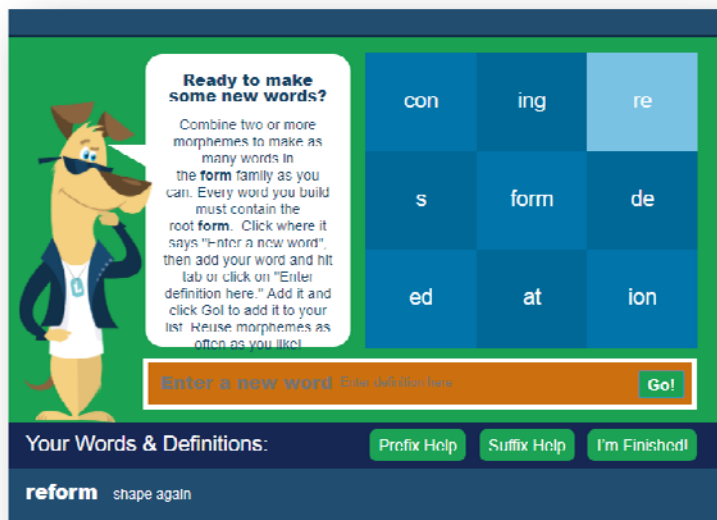 Ready to make
some new words?
Combine two or more
morphemes to make as
many words in
the form family as you
can. Every word you build
must contain the
root form. Click where it
says "Enter a new word",
then add your word and hit
tab or click on "Enter
definition here." Add it and
click Go! to add it to your
list. Reuse morphemes as
often as you like!
con ing re
s form de
ed at ion
L
Enter a new word Enter definition here Go!
Your Words & Definitions: Prefix Help Suffix Help I'm Finished!
reform shape again